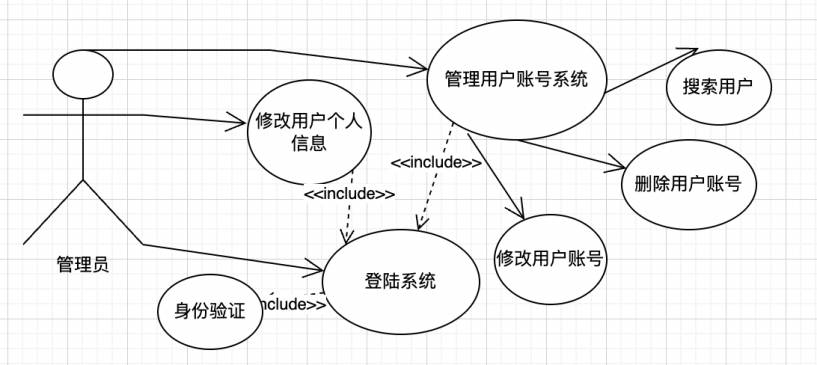 管理用户账号系统
搜索用户
修改用户个人
信息
<<include>>
<<include>>
删除用户账号
修改用户账号
管理员
登陆系统
身份验证
nclude>>